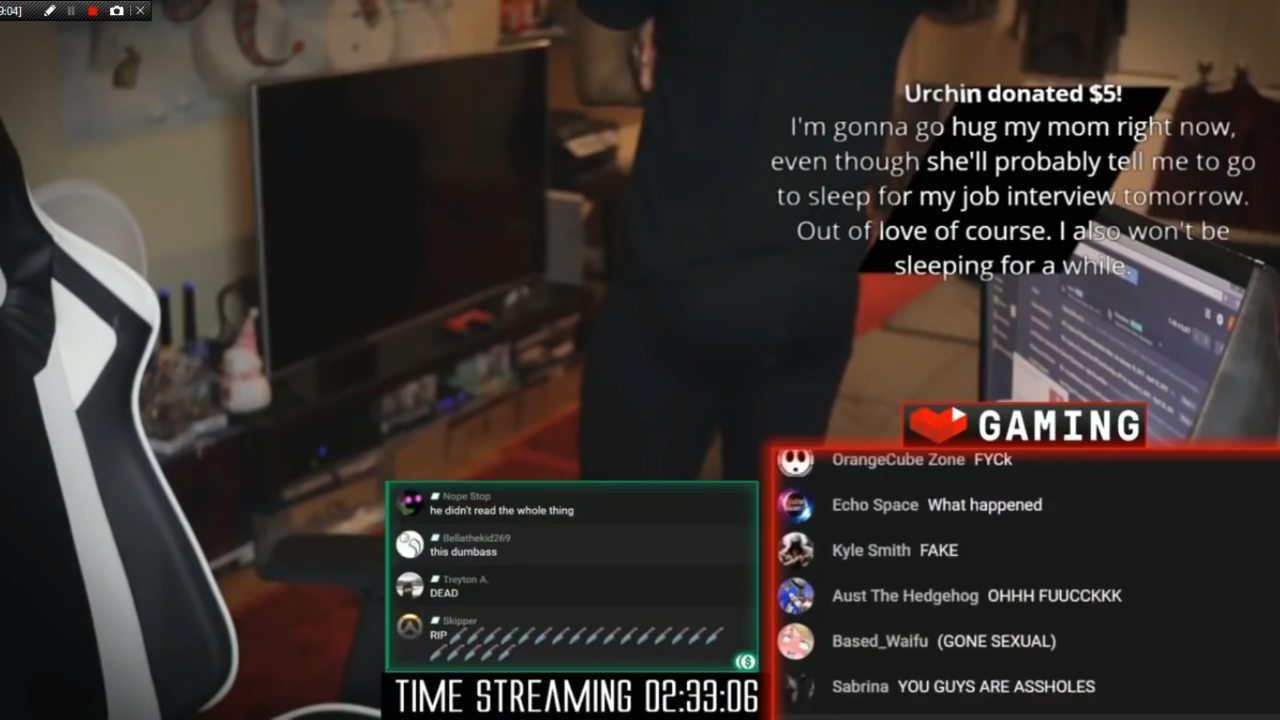 9:04]
Urchin donated $5!
I'm gonna go hug my mom right now,
even though she'll probably tell me to go
to sleep for my job interview tomorrow.
Out of love of course. I also won't be
sleeping for a while.
GAMING
OrangeCube Zone FYCk
Echo Space What happened
Kyle Smith FAKE
Aust The Hedgehog OHHH FUUCCKKK
Based_Waifu (GONE SEXUAL)
Sabrina YOU GUYS ARE ASSHOLES
Nope Stop
he didn't read the whole thing
Bellathekid269
this dumbass
Treyton A.
DEAD
Skipper
RIP
TIME STREAMING 02:33:06